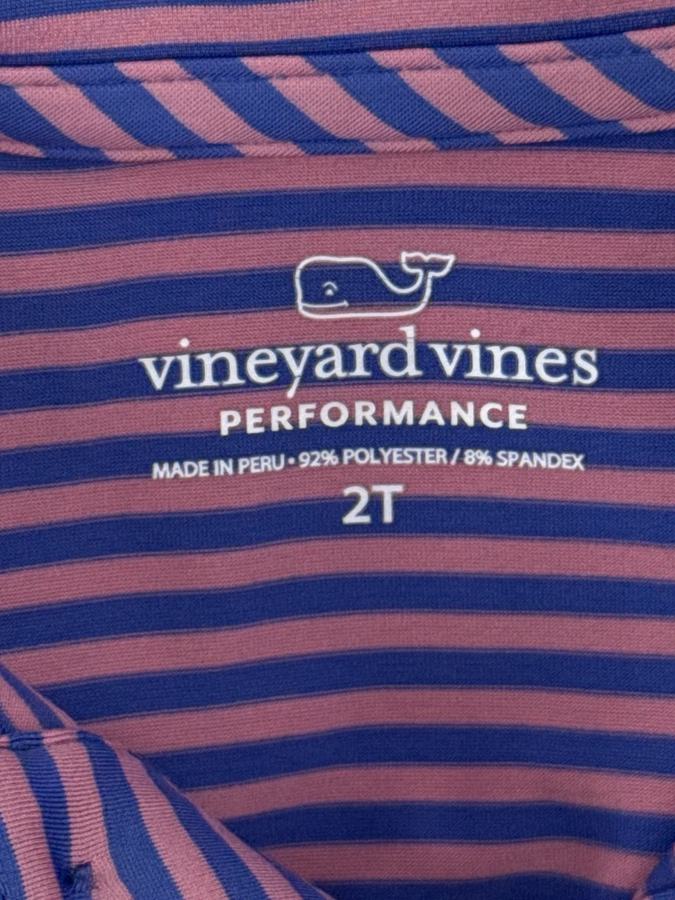 vineyard vines
PERFORMANCE
MADE IN PERU • 92% POLYESTER / 8% SPANDEX
2T